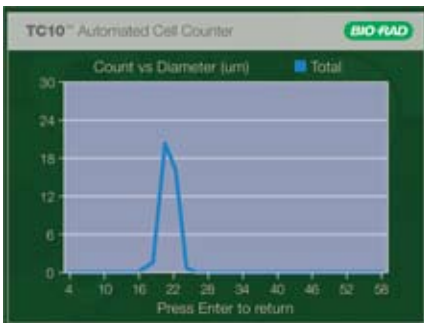 TC10™ Automated Cell Counter
BIO-RAD
Count vs Diameter (um)
Total
30
24
18
12
6
0
4 10 16 22 28 34 40 46 52 58
Press Enter to return